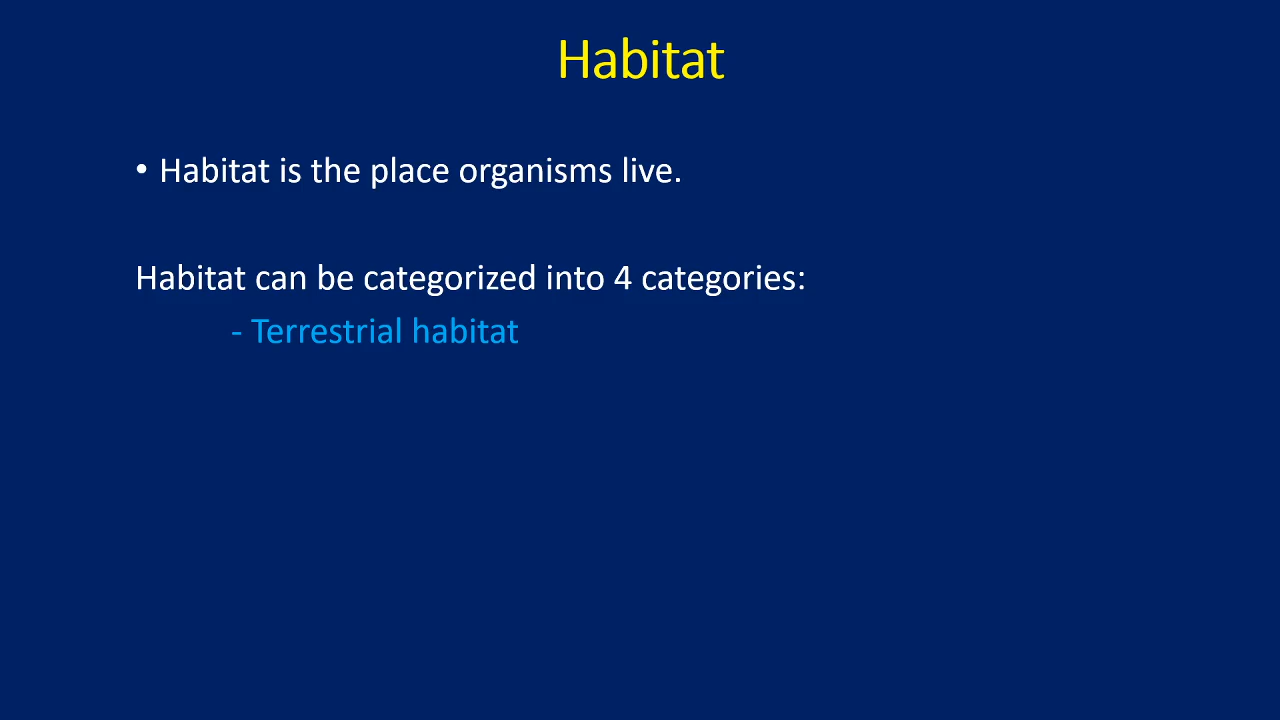 Habitat
• Habitat is the place organisms live.
Habitat can be categorized into 4 categories:
- Terrestrial habitat